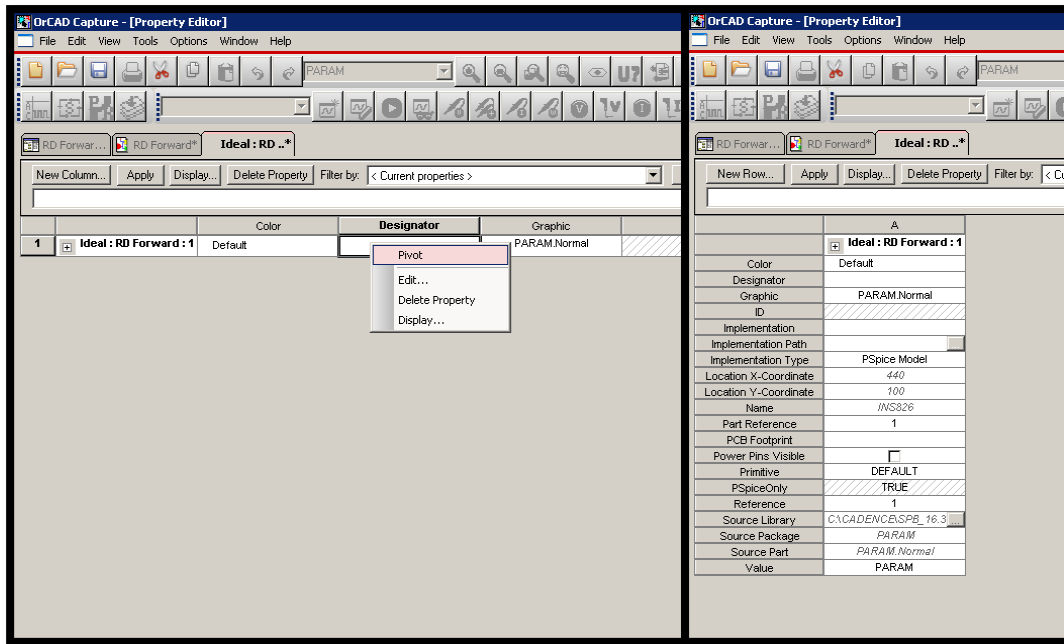 OrCAD Capture - [Property Editor]
File Edit View Tools Options Window Help
PARAM
U?
RD Forwar... RD Forward* Ideal : RD ..*
New Column... Apply Display... Delete Property Filter by: < Current properties >
Color Designator Graphic
1 Ideal : RD Forward : 1 Default PARAM.Normal
Pivot
Edit...
Delete Property
Display...
OrCAD Capture - [Property Editor]
File Edit View Tools Options Window Help
PARAM
RD Forwar... RD Forward* Ideal : RD ..*
New Row... Apply Display... Delete Property Filter by: < Cu
A
Ideal : RD Forward : 1
Color Default
Designator
Graphic PARAM.Normal
ID
Implementation
Implementation Path
Implementation Type PSpice Model
Location X-Coordinate 440
Location Y-Coordinate 100
Name INS826
Part Reference 1
PCB Footprint
Power Pins Visible
Primitive DEFAULT
PSpiceOnly TRUE
Reference 1
Source Library C:\CADENCE\SPB_16.3 ...
Source Package PARAM
Source Part PARAM.Normal
Value PARAM